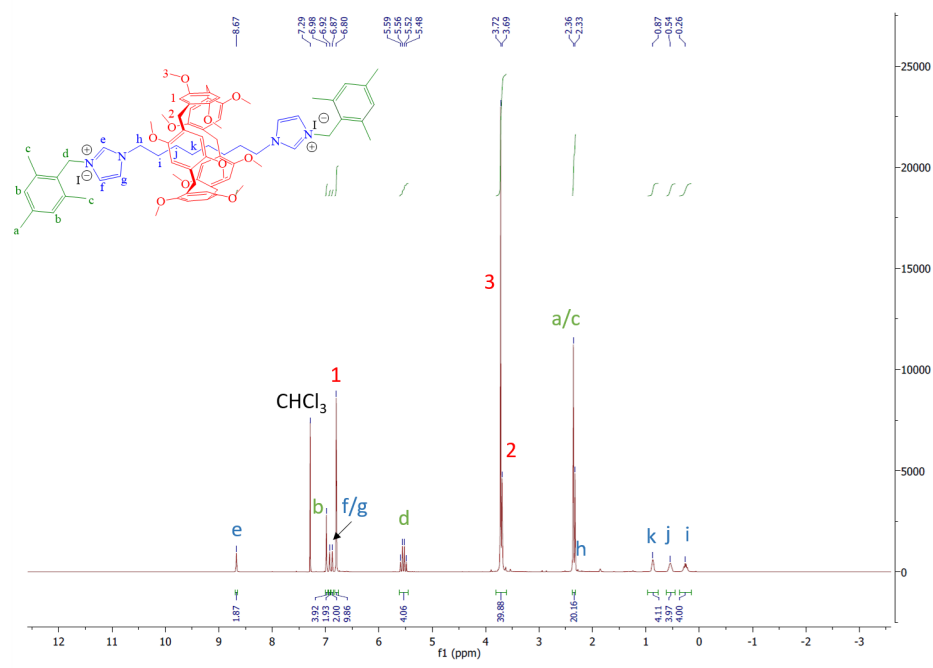 8.67 7.29 6.98 6.92 6.87 6.80 5.59 5.56 5.52 5.48 3.72 3.69 2.36 2.33 0.87 0.54 0.26
3 O O O
1 O
2 O O I⊖
O N N
e h j k O ⊕
c d i O
N N g O O
I⊖ f O O
b c O
b O O
a
3
a/c
1
CHCl3
2
b f/g d
e h k j i
25000
20000
15000
10000
5000
0
1.87 3.92 1.93 2.00 9.86 4.06 39.88 20.16 4.11 3.97 4.00
12 11 10 9 8 7 6 5 4 3 2 1 0 -1 -2 -3
f1 (ppm)